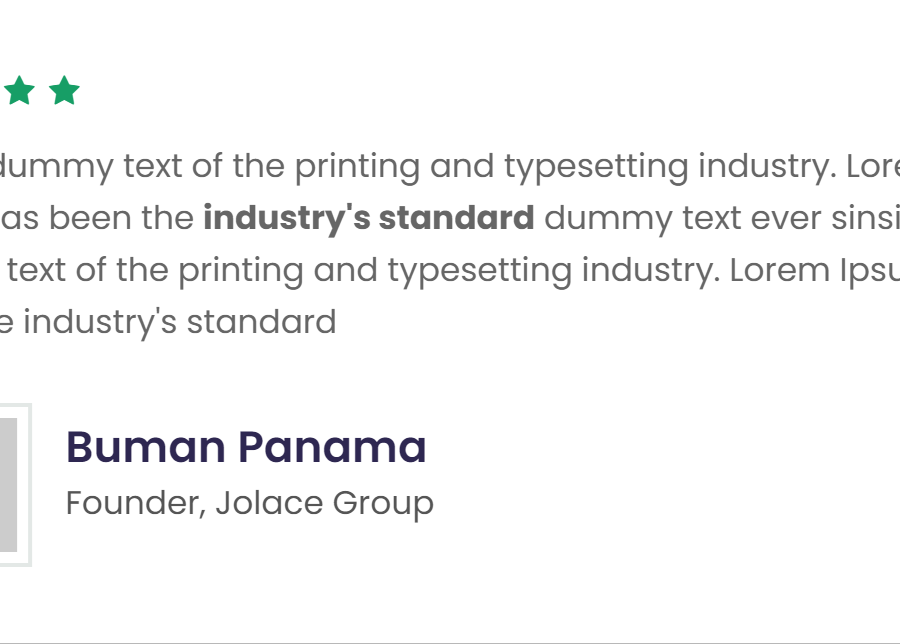 dummy text of the printing and typesetting industry. Lore
as been the industry's standard dummy text ever sinsi
text of the printing and typesetting industry. Lorem Ipsu
e industry's standard
Buman Panama
Founder, Jolace Group